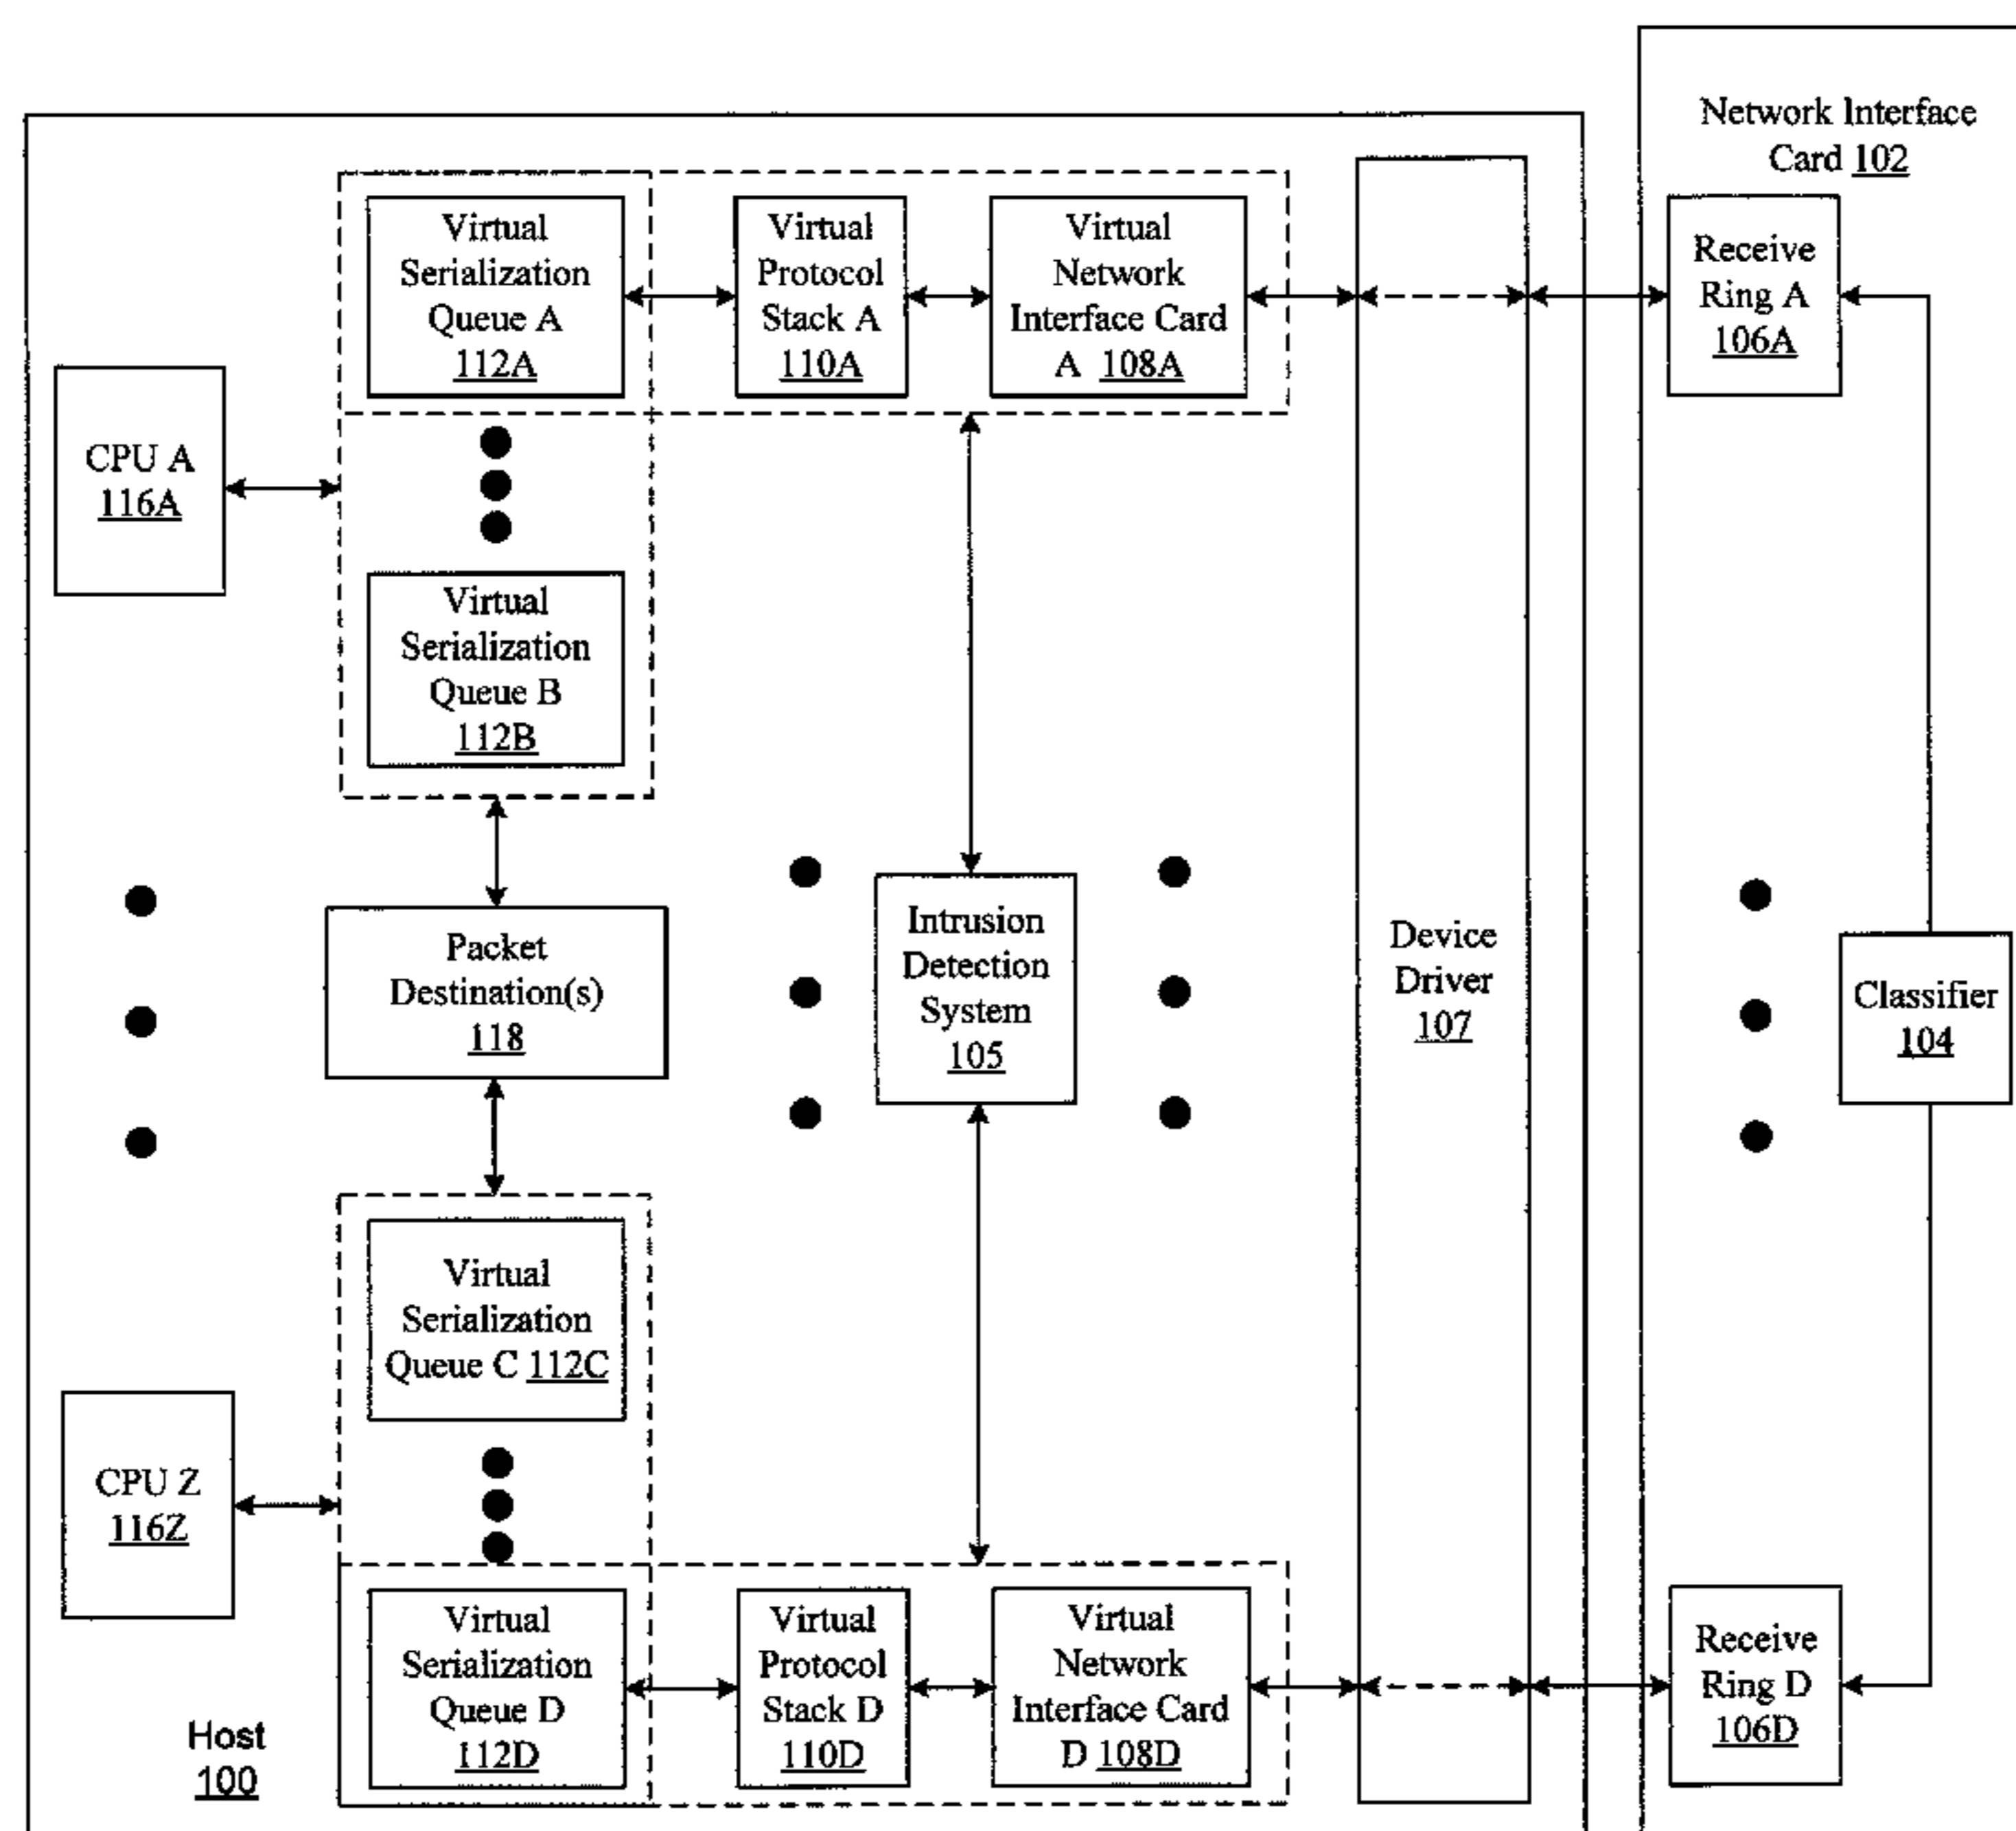 Network Interface
Card 102
Virtual
Serialization
Queue A
112A
Virtual
Protocol
Stack A
110A
Virtual
Network
Interface Card
A 108A
Receive
Ring A
106A
CPU A
116A
Virtual
Serialization
Queue B
112B
Packet
Destination(s)
118
Intrusion
Detection
System
105
Device
Driver
107
Classifier
104
Virtual
Serialization
Queue C 112C
CPU Z
116Z
Virtual
Serialization
Queue D
112D
Virtual
Protocol
Stack D
110D
Virtual
Network
Interface Card
D 108D
Receive
Ring D
106D
Host
100